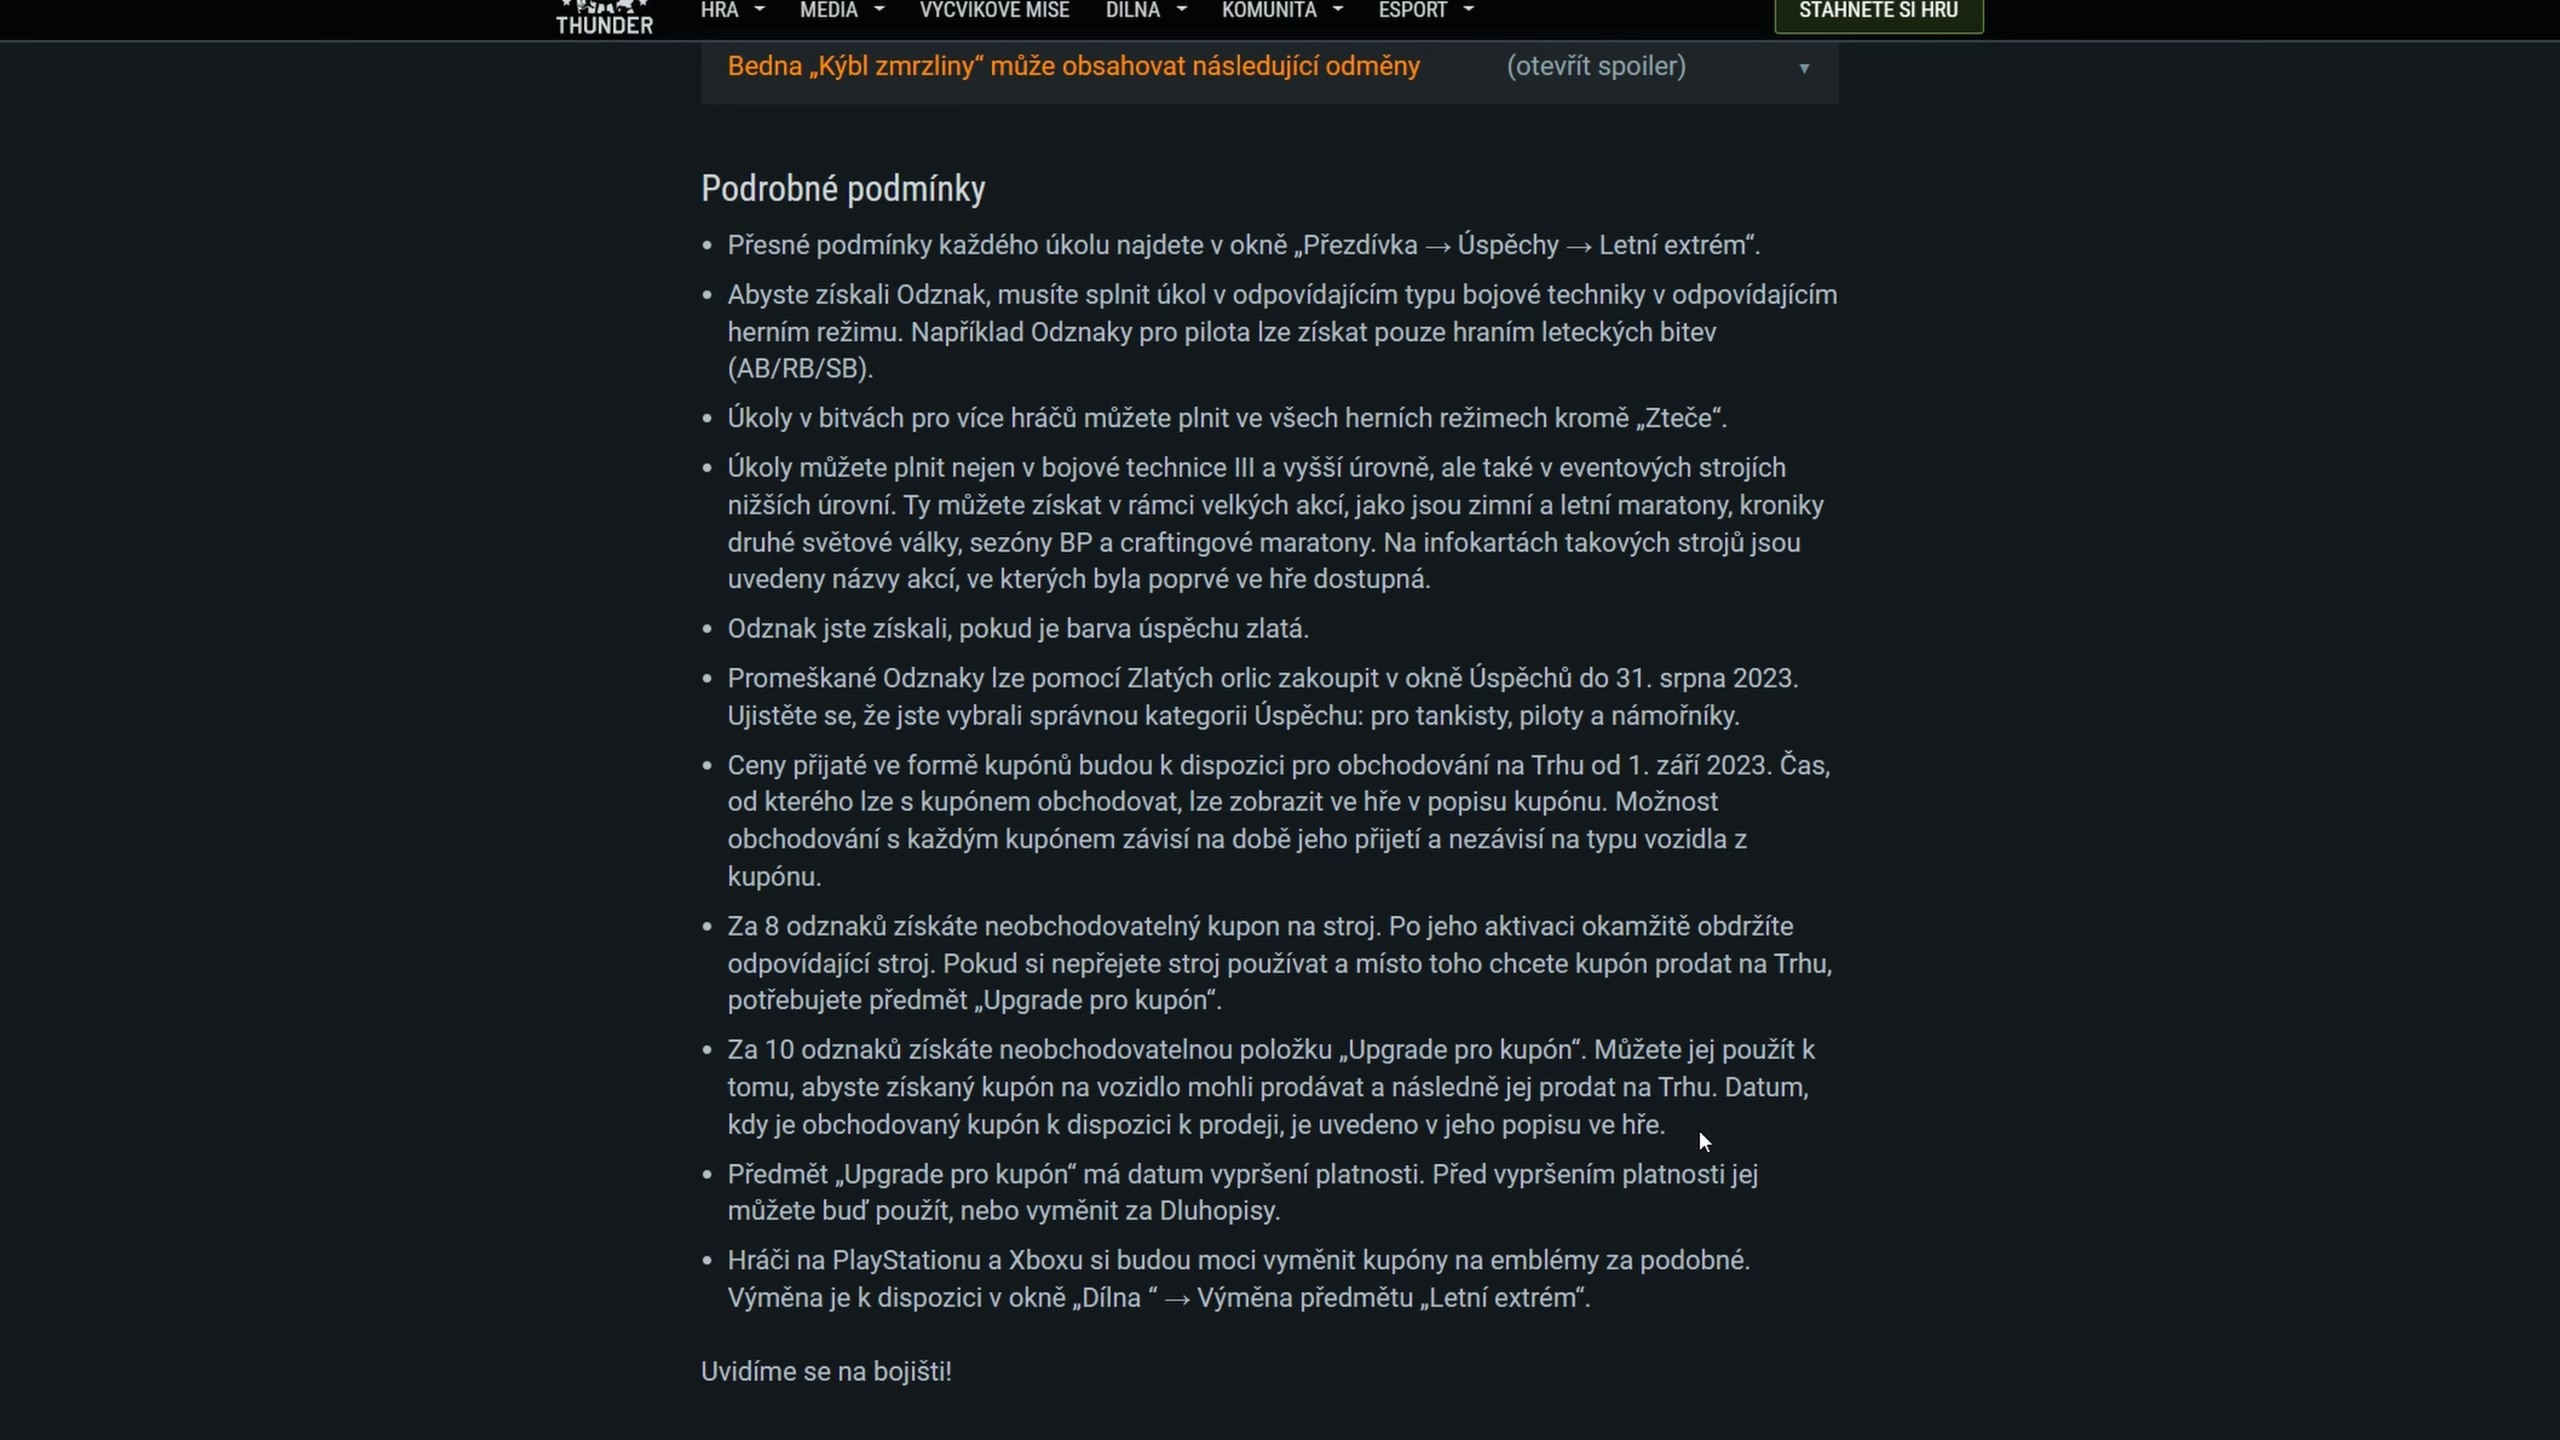 THUNDER
HRA
MÉDIA
VÝCVIKOVÉ MISE
DÍLNA
KOMUNITA
ESPORT
STÁHNĚTE SI HRU
Bedna „Kýbl zmrzliny“ může obsahovat následující odměny (otevřít spoiler)
Podrobné podmínky
• Přesné podmínky každého úkolu najdete v okně „Přezdívka → Úspěchy → Letní extrém“.
• Abyste získali Odznak, musíte splnit úkol v odpovídajícím typu bojové techniky v odpovídajícím
herním režimu. Například Odznaky pro pilota lze získat pouze hraním leteckých bitev
(AB/RB/SB).
• Úkoly v bitvách pro více hráčů můžete plnit ve všech herních režimech kromě „Zteče“.
• Úkoly můžete plnit nejen v bojové technice III a vyšší úrovně, ale také v eventových strojích
nižších úrovní. Ty můžete získat v rámci velkých akcí, jako jsou zimní a letní maratony, kroniky
druhé světové války, sezóny BP a craftingové maratony. Na infokartách takových strojů jsou
uvedeny názvy akcí, ve kterých byla poprvé ve hře dostupná.
• Odznak jste získali, pokud je barva úspěchu zlatá.
• Promeškané Odznaky lze pomocí Zlatých orlic zakoupit v okně Úspěchů do 31. srpna 2023.
Ujistěte se, že jste vybrali správnou kategorii Úspěchu: pro tankisty, piloty a námořníky.
• Ceny přijaté ve formě kupónů budou k dispozici pro obchodování na Trhu od 1. září 2023. Čas,
od kterého lze s kupónem obchodovat, lze zobrazit ve hře v popisu kupónu. Možnost
obchodování s každým kupónem závisí na době jeho přijetí a nezávisí na typu vozidla z
kupónu.
• Za 8 odznaků získáte neobchodovatelný kupon na stroj. Po jeho aktivaci okamžitě obdržíte
odpovídající stroj. Pokud si nepřejete stroj používat a místo toho chcete kupón prodat na Trhu,
potřebujete předmět „Upgrade pro kupón“.
• Za 10 odznaků získáte neobchodovatelnou položku „Upgrade pro kupón“. Můžete jej použít k
tomu, abyste získaný kupón na vozidlo mohli prodávat a následně jej prodat na Trhu. Datum,
kdy je obchodovaný kupón k dispozici k prodeji, je uvedeno v jeho popisu ve hře.
• Předmět „Upgrade pro kupón“ má datum vypršení platnosti. Před vypršením platnosti jej
můžete buď použít, nebo vyměnit za Dluhopisy.
• Hráči na PlayStationu a Xboxu si budou moci vyměnit kupóny na emblémy za podobné.
Výměna je k dispozici v okně „Dílna “ → Výměna předmětu „Letní extrém“.
Uvidíme se na bojišti!